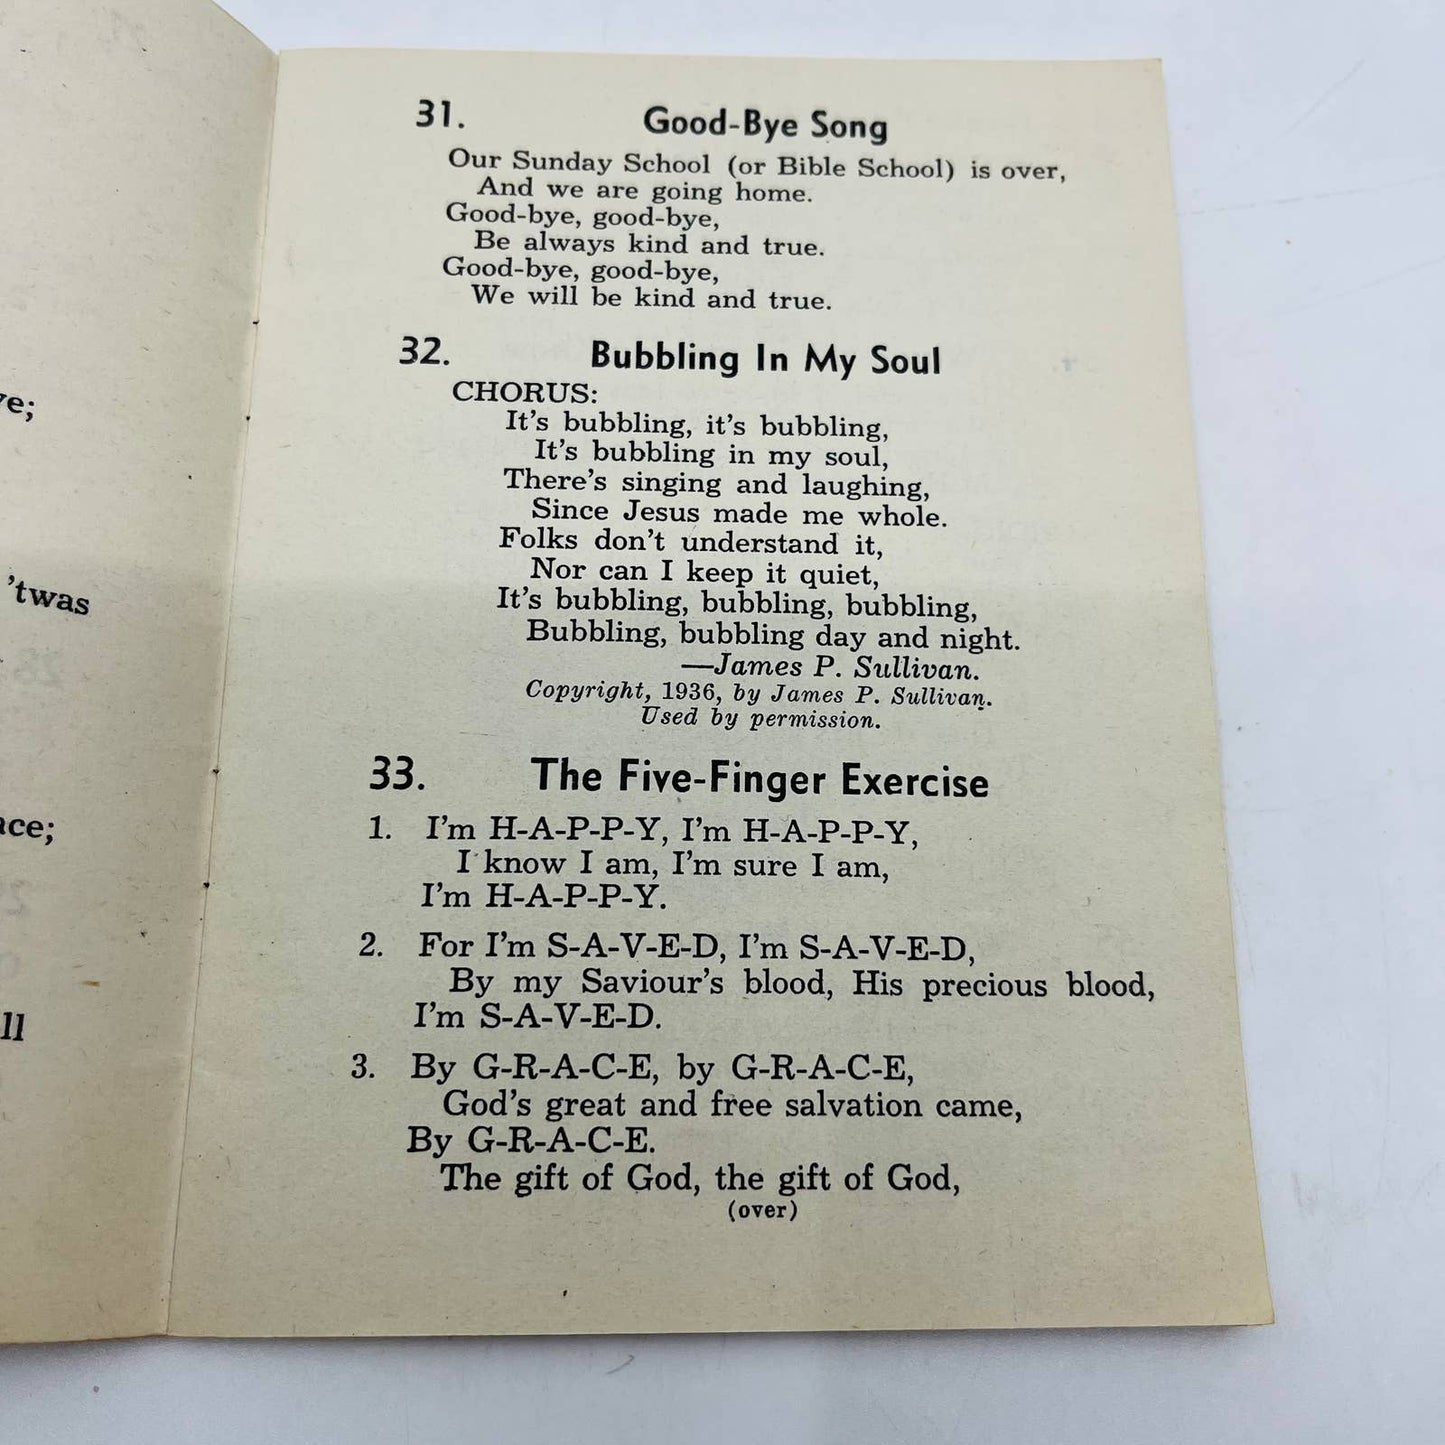 31. Good-Bye Song
Our Sunday School (or Bible School) is over,
And we are going home.
Good-bye, good-bye,
Be always kind and true.
Good-bye, good-bye,
We will be kind and true.
32. Bubbling In My Soul
CHORUS:
It's bubbling, it's bubbling,
It's bubbling in my soul,
There's singing and laughing,
Since Jesus made me whole.
Folks don't understand it,
Nor can I keep it quiet,
It's bubbling, bubbling, bubbling,
Bubbling, bubbling day and night.
—James P. Sullivan.
Copyright, 1936, by James P. Sullivan.
Used by permission.
33. The Five-Finger Exercise
1. I'm H-A-P-P-Y, I'm H-A-P-P-Y,
I know I am, I'm sure I am,
I'm H-A-P-P-Y.
2. For I'm S-A-V-E-D, I'm S-A-V-E-D,
By my Saviour's blood, His precious blood,
I'm S-A-V-E-D.
3. By G-R-A-C-E, by G-R-A-C-E,
God's great and free salvation came,
By G-R-A-C-E.
The gift of God, the gift of God,
(over)
'twas